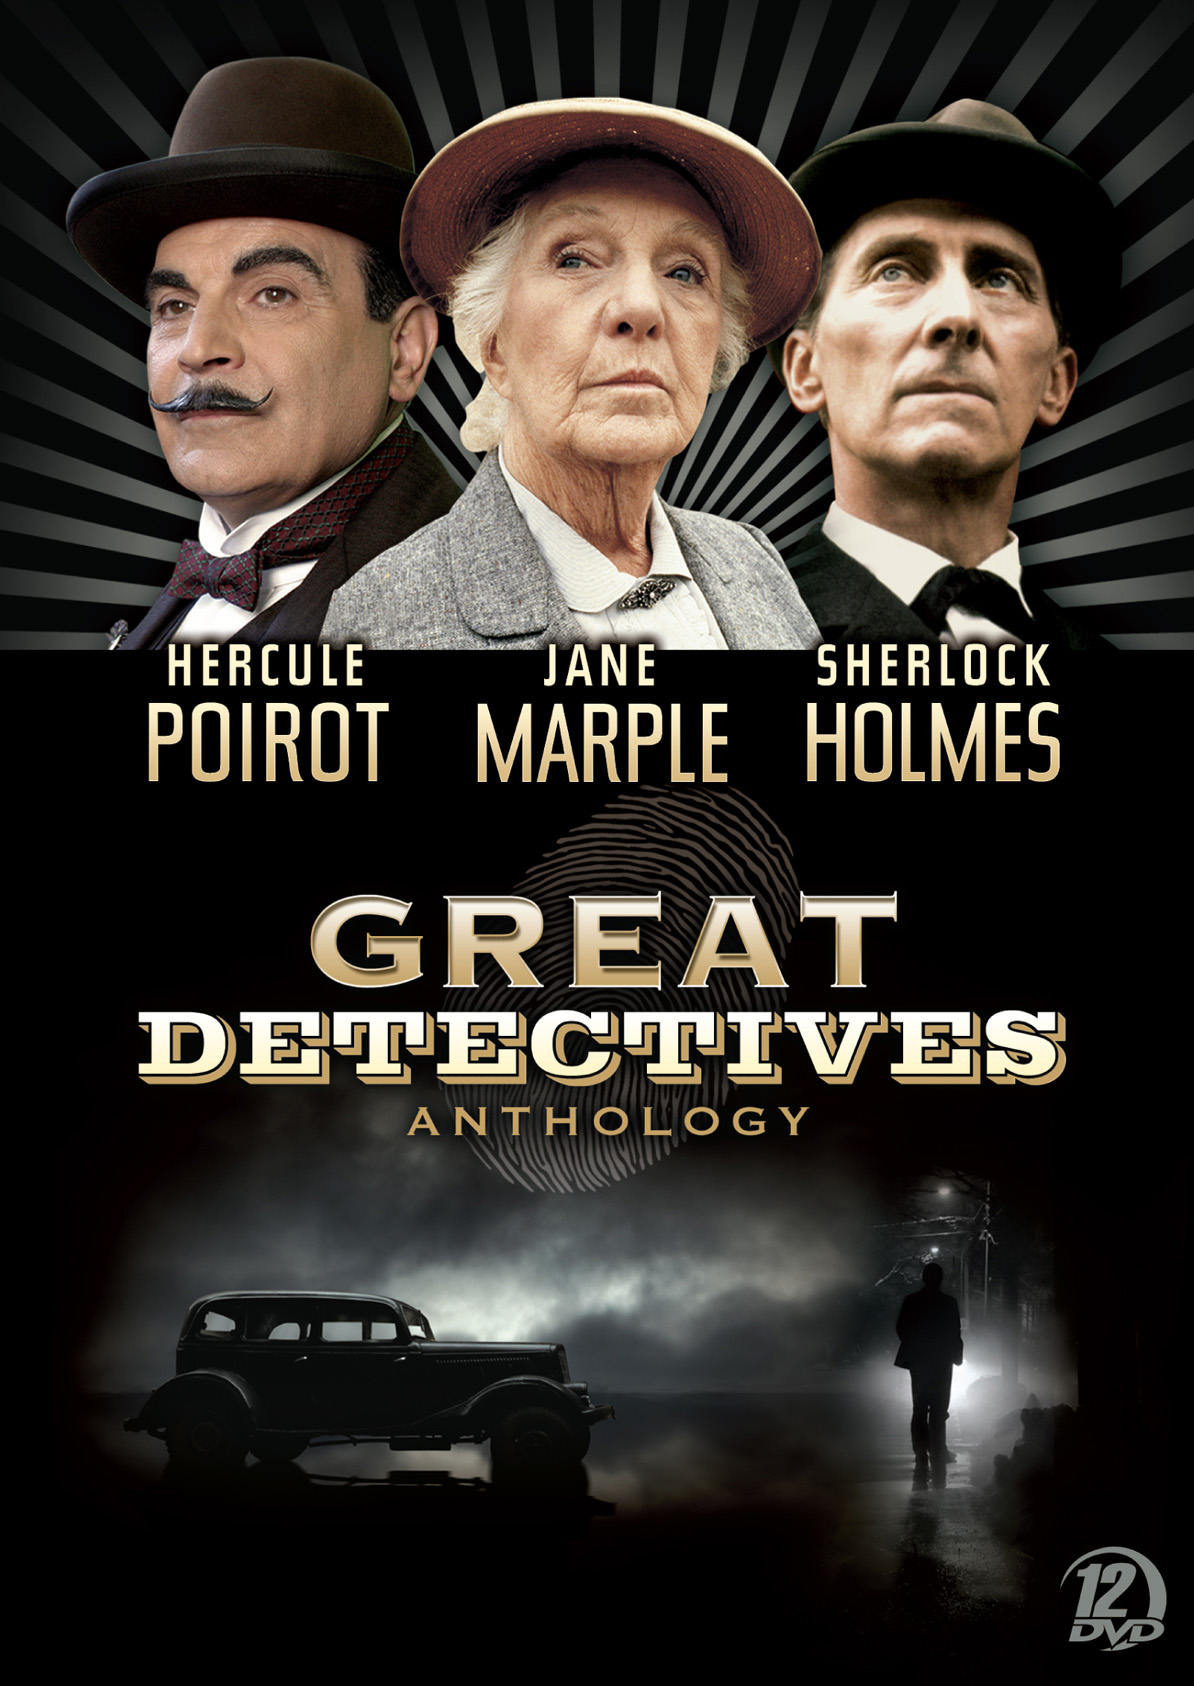 HERCULE
POIROT
JANE
MARPLE
SHERLOCK
HOLMES
GREAT
DETECTIVES
ANTHOLOGY
12
DVD